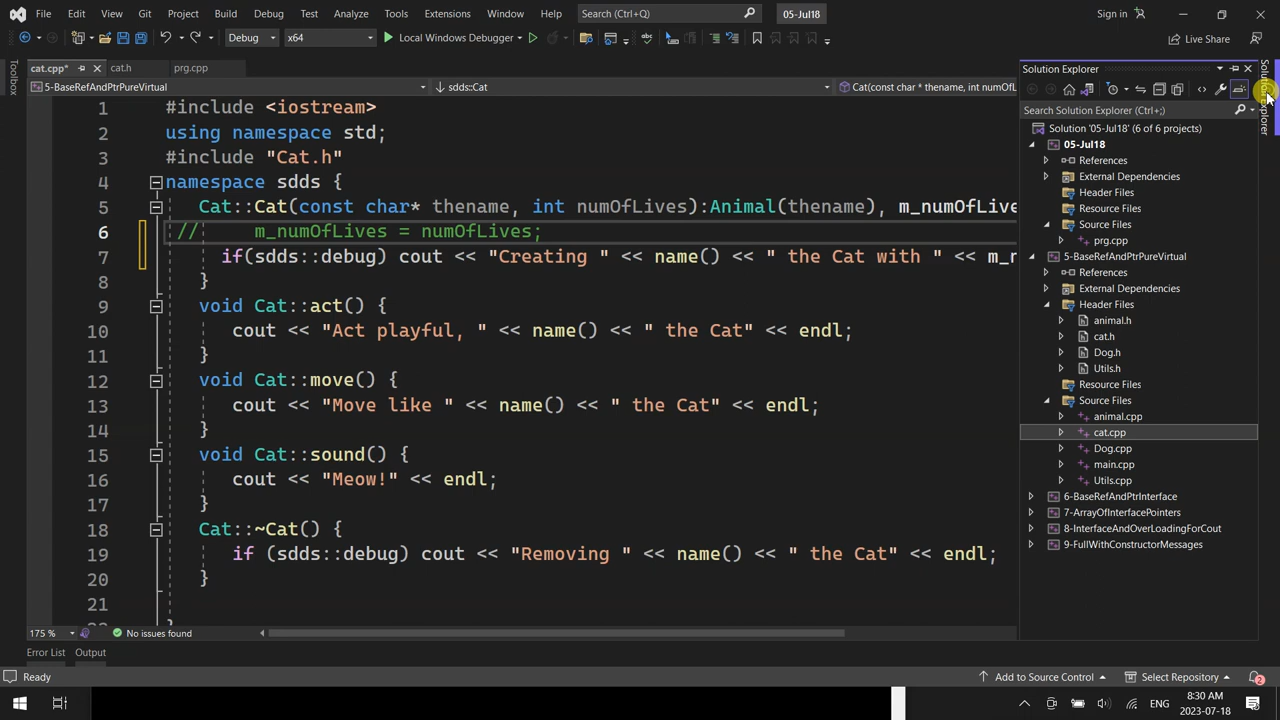 File Edit View Git Project Build Debug Test Analyze Tools Extensions Window Help Search (Ctrl+Q) 05-Jul18 Sign in
Debug x64 Local Windows Debugger Live Share
cat.cpp* cat.h prg.cpp
5-BaseRefAndPtrPureVirtual sdds::Cat Cat(const char* thename, int numOfL
1 #include <iostream>
2 using namespace std;
3 #include "Cat.h"
4 namespace sdds {
5 Cat::Cat(const char* thename, int numOfLives):Animal(thename), m_numOfLive
6 // m_numOfLives = numOfLives;
7 if(sdds::debug) cout << "Creating " << name() << " the Cat with " << m_n
8 }
9 void Cat::act() {
10 cout << "Act playful, " << name() << " the Cat" << endl;
11 }
12 void Cat::move() {
13 cout << "Move like " << name() << " the Cat" << endl;
14 }
15 void Cat::sound() {
16 cout << "Meow!" << endl;
17 }
18 Cat::~Cat() {
19 if (sdds::debug) cout << "Removing " << name() << " the Cat" << endl;
20 }
21
175 % No issues found
Toolbox
Solution Explorer
Search Solution Explorer (Ctrl+;)
Solution '05-Jul18' (6 of 6 projects)
05-Jul18
References
External Dependencies
Header Files
Resource Files
Source Files
prg.cpp
5-BaseRefAndPtrPureVirtual
References
External Dependencies
Header Files
animal.h
cat.h
Dog.h
Utils.h
Resource Files
Source Files
animal.cpp
cat.cpp
Dog.cpp
main.cpp
Utils.cpp
6-BaseRefAndPtrInterface
7-ArrayOfInterfacePointers
8-InterfaceAndOverLoadingForCout
9-FullWithConstructorMessages
Solution Explorer
Error List Output
Ready Add to Source Control Select Repository 2
ENG 8:30 AM
2023-07-18